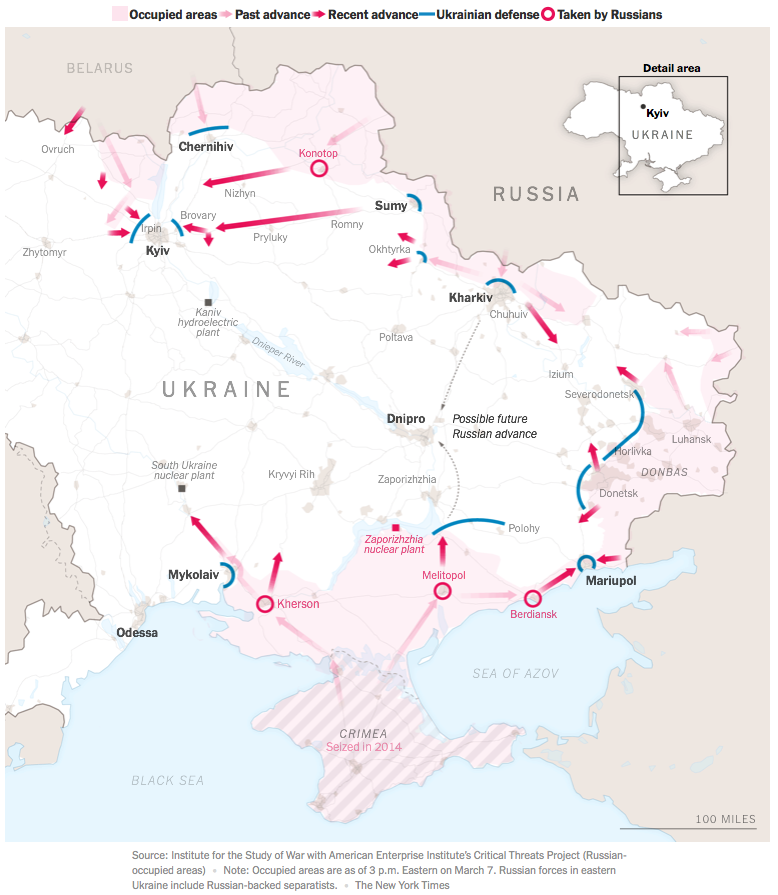 Occupied areas Past advance Recent advance Ukrainian defense Taken by Russians
BELARUS
Detail area
Kyiv
UKRAINE
RUSSIA
Ovruch
Chernihiv
Konotop
Nizhyn
Sumy
Brovary
Irpin
Romny
Pryluky
Kyiv
Zhytomyr
Okhtyrka
Kharkiv
Chuhuiv
Kaniv
hydroelectric
plant
Dnieper River
Poltava
Izium
UKRAINE
Severodonetsk
Dnipro
Possible future
Russian advance
Luhansk
Horlivka
DONBAS
South Ukraine
nuclear plant
Kryvyi Rih
Zaporizhzhia
Donetsk
Polohy
Zaporizhzhia
nuclear plant
Mykolaiv
Melitopol
Mariupol
Kherson
Berdiansk
Odessa
SEA OF AZOV
CRIMEA
Seized in 2014
BLACK SEA
100 MILES
Source: Institute for the Study of War with American Enterprise Institute’s Critical Threats Project (Russian-
occupied areas) • Note: Occupied areas are as of 3 p.m. Eastern on March 7. Russian forces in eastern
Ukraine include Russian-backed separatists. • The New York Times